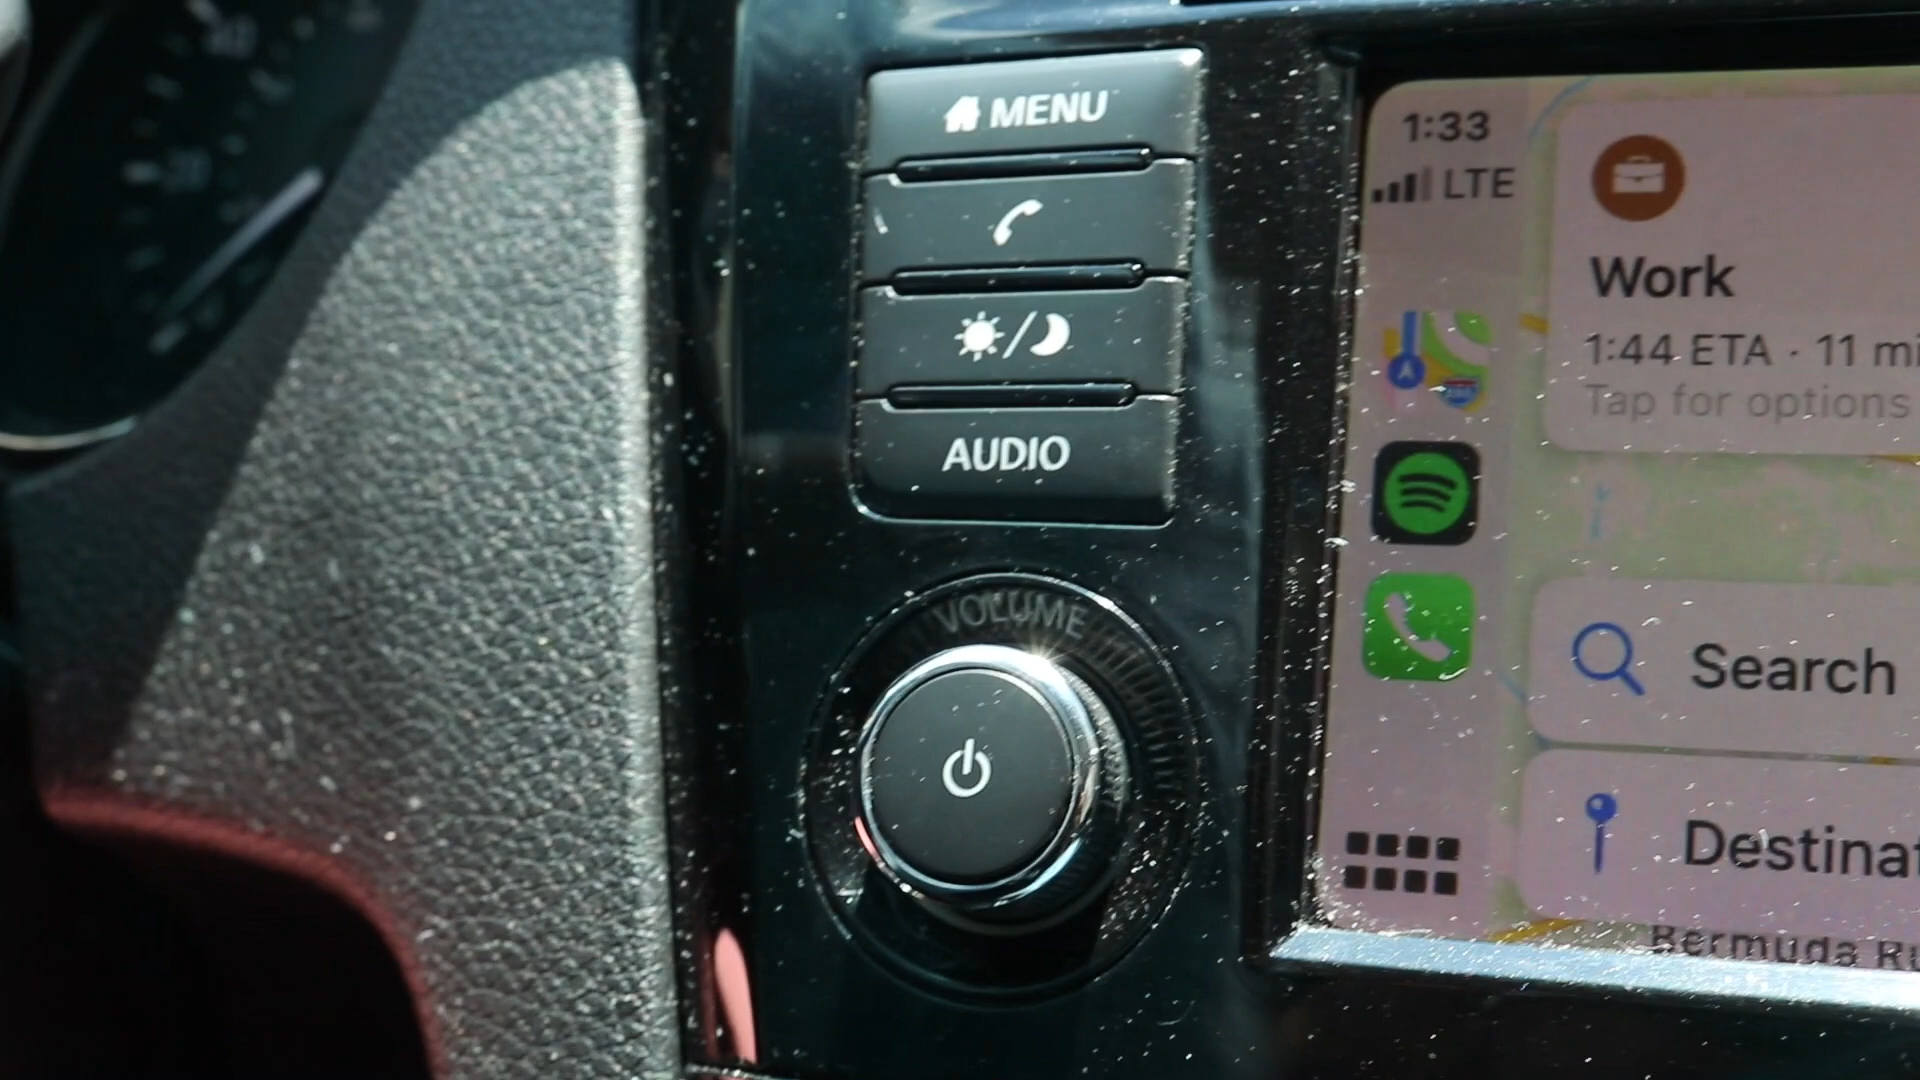 MENU
AUDIO
VOLUME
1:33
LTE
Work
1:44 ETA · 11 mi
Tap for options
Search
Destinat
Bermuda Ru